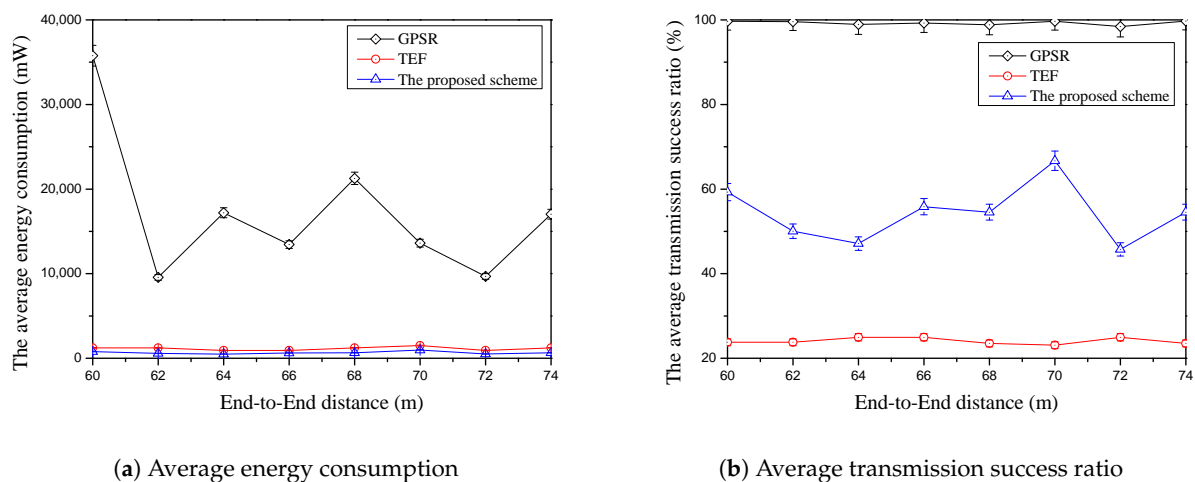 40,000
30,000
20,000
10,000
0
The average energy consumption (mW)
GPSR
TEF
The proposed scheme
60 62 64 66 68 70 72 74
End-to-End distance (m)
(a) Average energy consumption
100
80
60
40
20
The average transmission success ratio (%)
GPSR
TEF
The proposed scheme
60 62 64 66 68 70 72 74
End-to-End distance (m)
(b) Average transmission success ratio